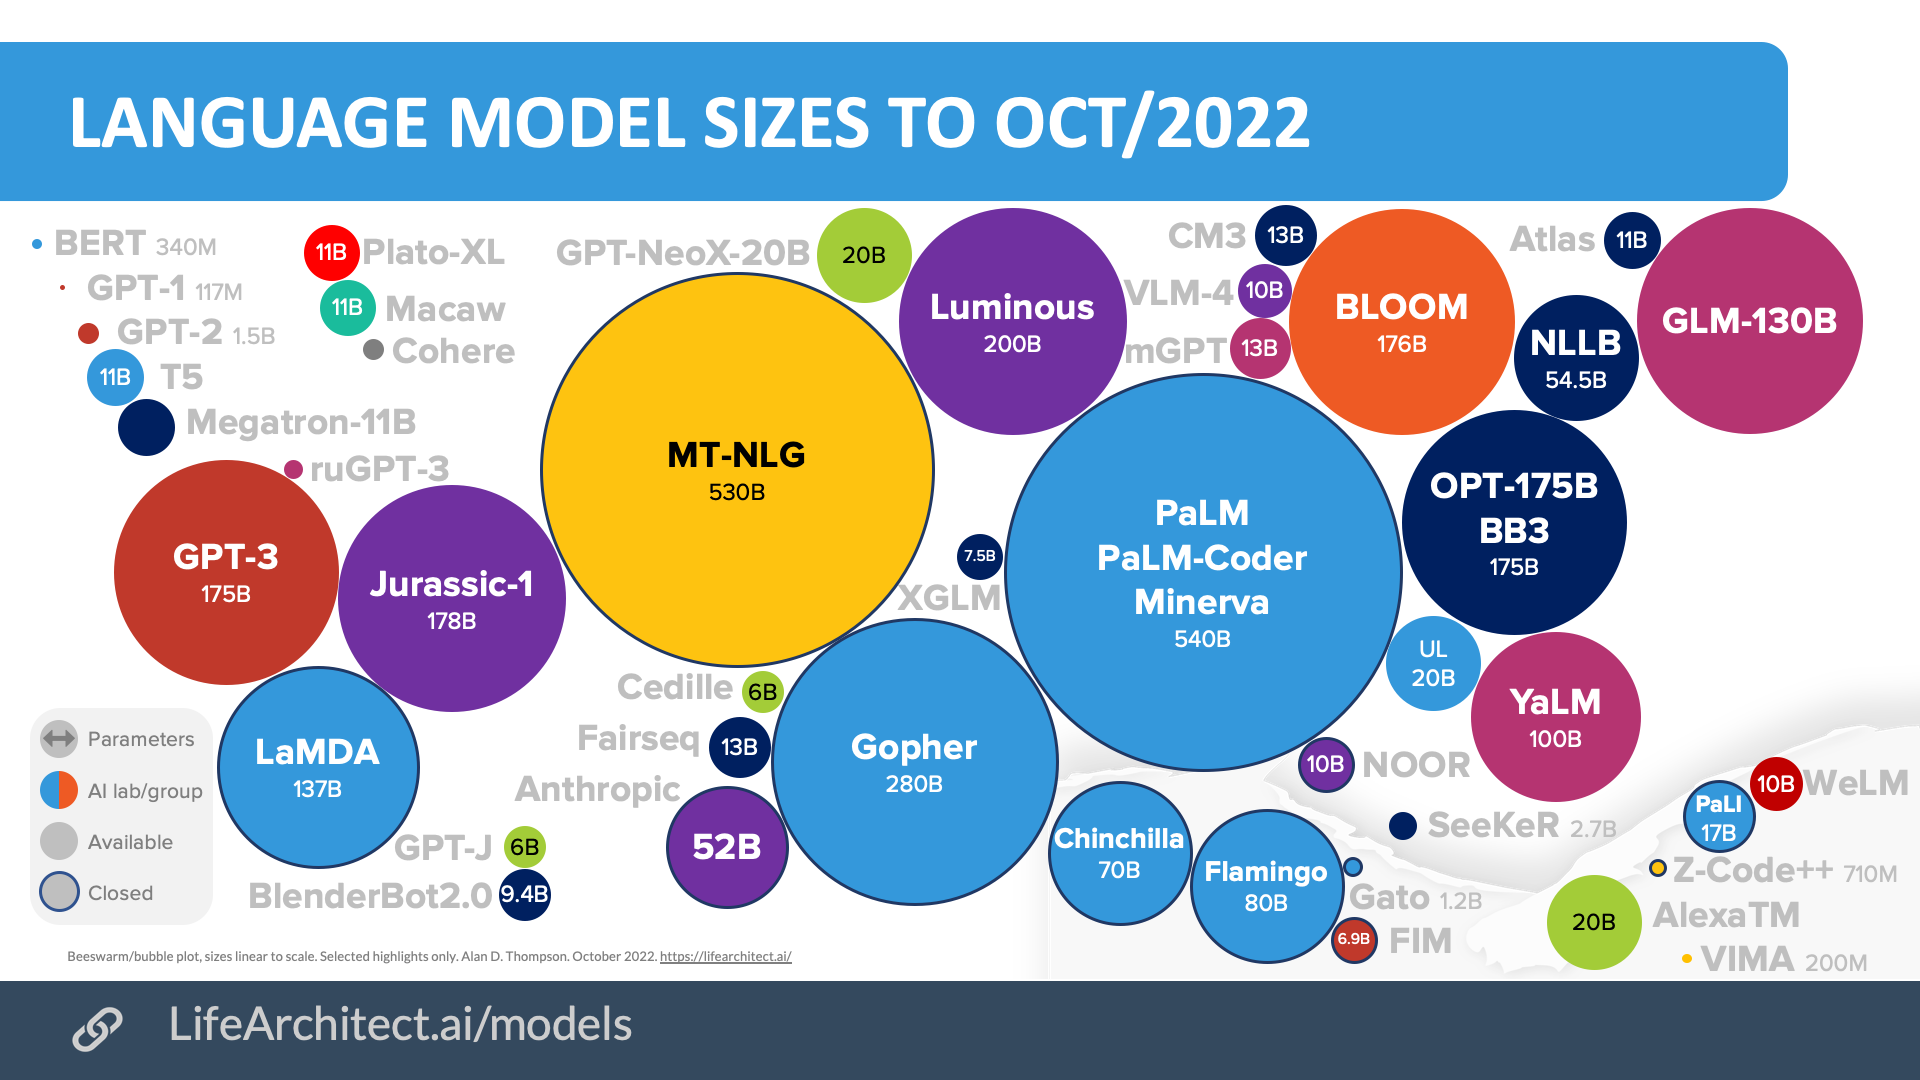 LANGUAGE MODEL SIZES TO OCT/2022
BERT 340M
GPT-1 117M
GPT-2 1.5B
11B T5
Megatron-11B
ruGPT-3
11B Plato-XL
11B Macaw
Cohere
GPT-3
175B
Jurassic-1
178B
LaMDA
137B
Parameters
AI lab/group
Available
Closed
GPT-J 6B
BlenderBot2.0 9.4B
GPT-NeoX-20B 20B
MT-NLG
530B
Luminous
200B
7.5B
XGLM
Cedille 6B
Fairseq 13B
Anthropic
52B
Gopher
280B
CM3 13B
VLM-4 10B
mGPT 13B
BLOOM
176B
Atlas 11B
NLLB
54.5B
GLM-130B
PaLM
PaLM-Coder
Minerva
540B
OPT-175B
BB3
175B
UL
20B
YaLM
100B
10B NOOR
Chinchilla
70B
Flamingo
80B
SeeKeR 2.7B
Gato 1.2B
6.9B FIM
10B WeLM
PaLI
17B
Z-Code++ 710M
20B AlexaTM
VIMA 200M
Beeswarm/bubble plot, sizes linear to scale. Selected highlights only. Alan D. Thompson. October 2022. https://lifearchitect.ai/
LifeArchitect.ai/models